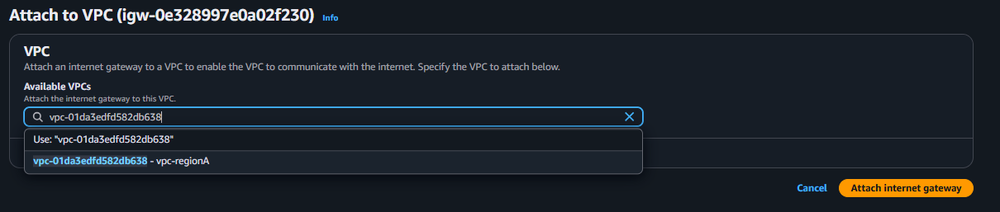 Attach to VPC (igw-0e328997e0a02f230) Info
VPC
Attach an internet gateway to a VPC to enable the VPC to communicate with the internet. Specify the VPC to attach below.
Available VPCs
Attach the internet gateway to this VPC.
vpc-01da3edfd582db638
Use: "vpc-01da3edfd582db638"
vpc-01da3edfd582db638 - vpc-regionA
Cancel Attach internet gateway